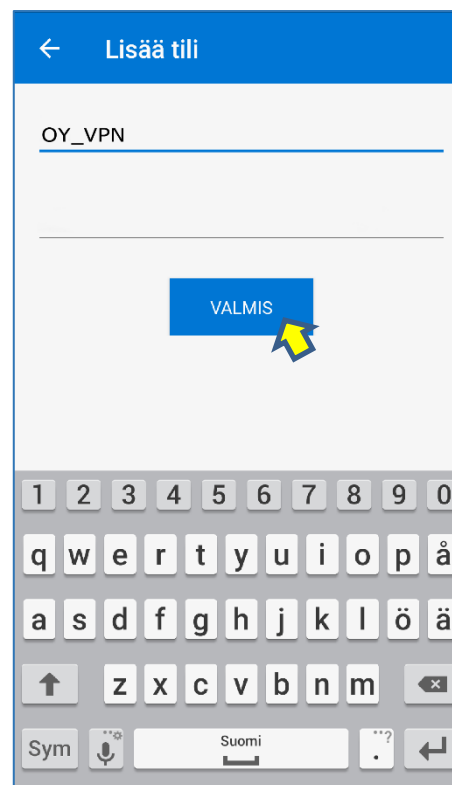 Lisää tili
OY_VPN
VALMIS
1 2 3 4 5 6 7 8 9 0
q w e r t y u i o p å
a s d f g h j k l ö ä
z x c v b n m
Sym Suomi . ?